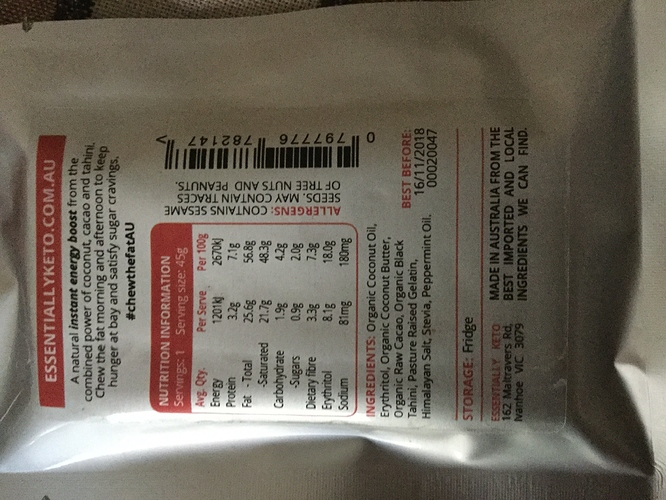 ESSENTIALLYKETO.COM.AU
A natural instant energy boost from the
combined power of coconut, cacao and tahini.
Chew the fat morning and afternoon to keep
hunger at bay and satisfy sugar cravings.
#chewthefatAU
NUTRITION INFORMATION
Servings: 1 Serving size: 45g
Avg. Qty. Per Serve Per 100g
Energy 1201kJ 2670kJ
Protein 3.2g 7.1g
Fat - Total 25.6g 56.8g
-Saturated 21.7g 48.3g
Carbohydrate 1.9g 4.2g
-Sugars 0.9g 2.0g
Dietary fibre 3.3g 7.3g
Erythritol 8.1g 18.0g
Sodium 81mg 180mg
ALLERGENS: CONTAINS SESAME
SEEDS. MAY CONTAIN TRACES
OF TREE NUTS AND PEANUTS.
0 797776 782147 >
INGREDIENTS: Organic Coconut Oil,
Erythritol, Organic Coconut Butter,
Organic Raw Cacao, Organic Black
Tahini, Pasture Raised Gelatin,
Himalayan Salt, Stevia, Peppermint Oil.
BEST BEFORE:
16/11/2018
00020047
STORAGE: Fridge
ESSENTIALLY KETO
162 Maltravers Rd,
Ivanhoe VIC 3079
MADE IN AUSTRALIA FROM THE
BEST IMPORTED AND LOCAL
INGREDIENTS WE CAN FIND.